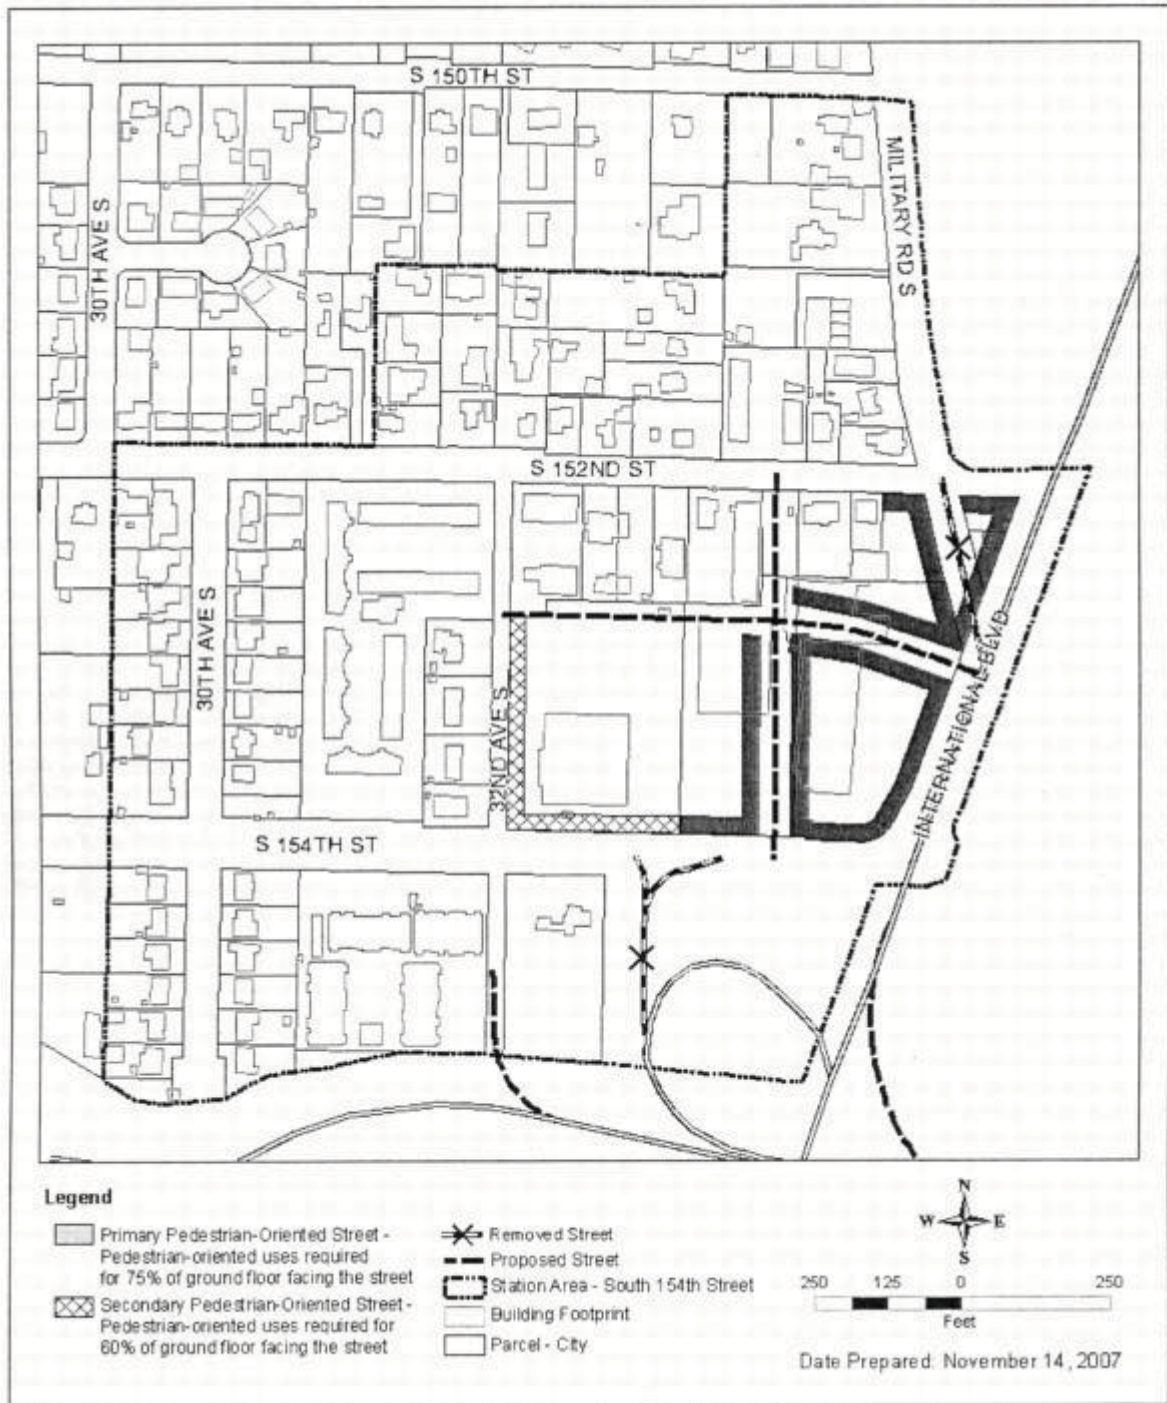 S 150TH ST
MILITARY RD S
30TH AVE S
S 152ND ST
30TH AVE S
32ND AVE S
INTERNATIONAL BLVD
S 154TH ST
Legend
Primary Pedestrian-Oriented Street -
Pedestrian-oriented uses required
for 75% of ground floor facing the street
Secondary Pedestrian-Oriented Street -
Pedestrian-oriented uses required for
60% of ground floor facing the street
Removed Street
Proposed Street
Station Area - South 154th Street
Building Footprint
Parcel - City
N
W E
S
250 125 0 250
Feet
Date Prepared: November 14, 2007